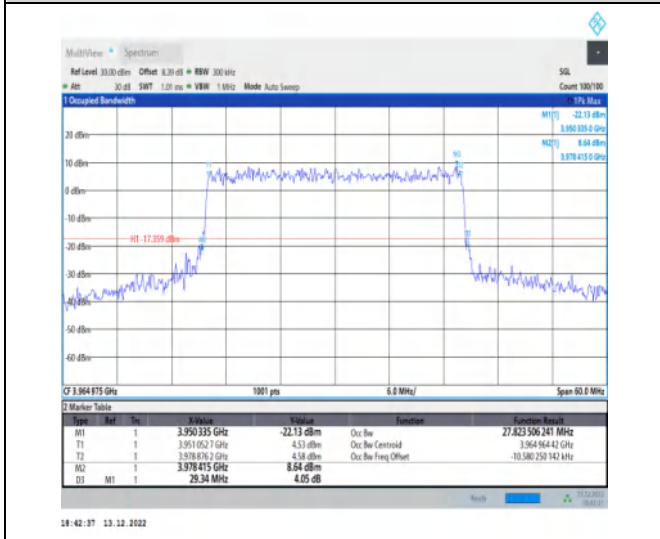 MultiView Spectrum
Ref Level 30.00 dBm Offset 8.39 dB RBW 300 kHz SGL
Att 30 dB SWT 1.01 ms VBW 1 MHz Mode Auto Sweep Count 100/100
1 Occupied Bandwidth 1Pk Max
M1[1] -22.13 dBm
3.950 335 0 GHz
20 dBm M2[1] 8.64 dBm
3.978 415 0 GHz
10 dBm
0 dBm
-10 dBm
H1 -17.359 dBm
-20 dBm
-30 dBm
-40 dBm
-50 dBm
-60 dBm
CF 3.964 975 GHz 1001 pts 6.0 MHz/ Span 60.0 MHz
2 Marker Table
Type Ref Trc X-Value Y-Value Function Function Result
M1 1 3.950 335 GHz -22.13 dBm Occ Bw 27.823 506 241 MHz
T1 1 3.951 052 7 GHz 4.53 dBm Occ Bw Centroid 3.964 964 42 GHz
T2 1 3.978 876 2 GHz 4.58 dBm Occ Bw Freq Offset -10.580 250 142 kHz
M2 1 3.978 415 GHz 8.64 dBm
D3 M1 1 29.34 MHz 4.05 dB
Ready 13.12.2022
18:42:37 13.12.2022